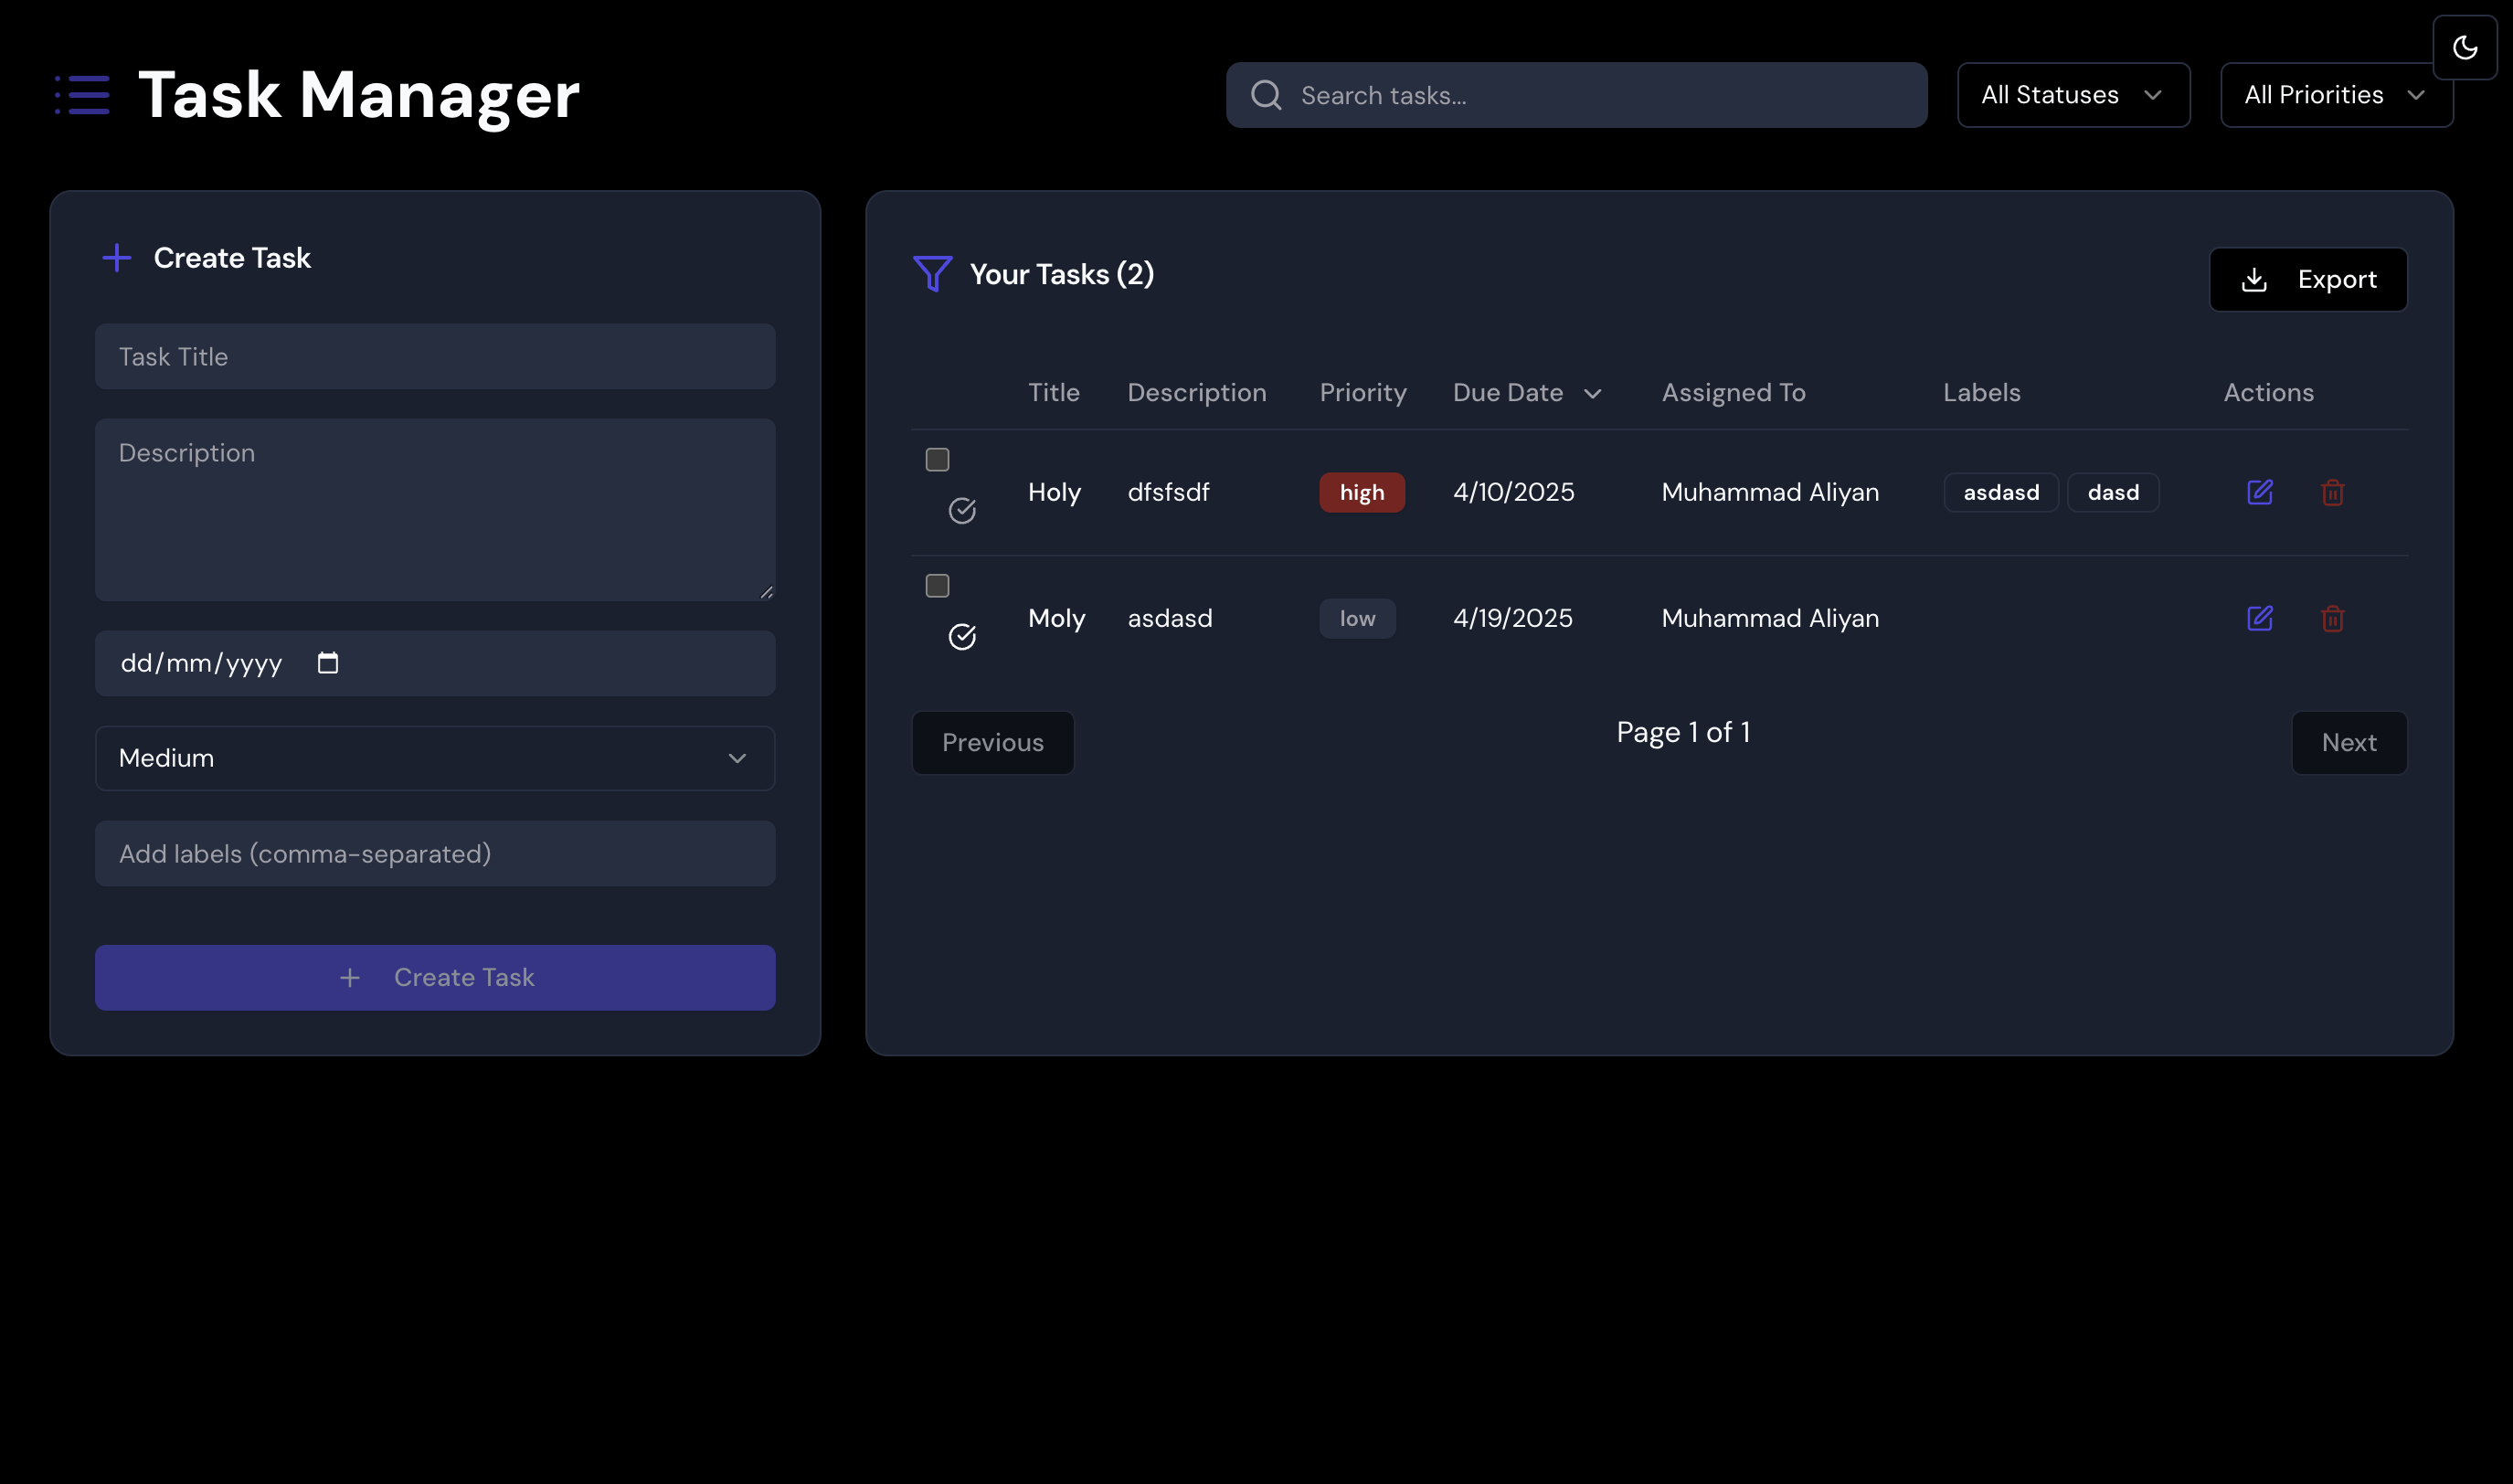 Task Manager
Search tasks...
All Statuses
All Priorities
Create Task
Task Title
Description
dd/mm/yyyy
Medium
Add labels (comma-separated)
Create Task
Your Tasks (2)
Export
Title Description Priority Due Date Assigned To Labels Actions
Holy dfsfsdf high 4/10/2025 Muhammad Aliyan asdasd dasd
Moly asdasd low 4/19/2025 Muhammad Aliyan
Previous Page 1 of 1 Next